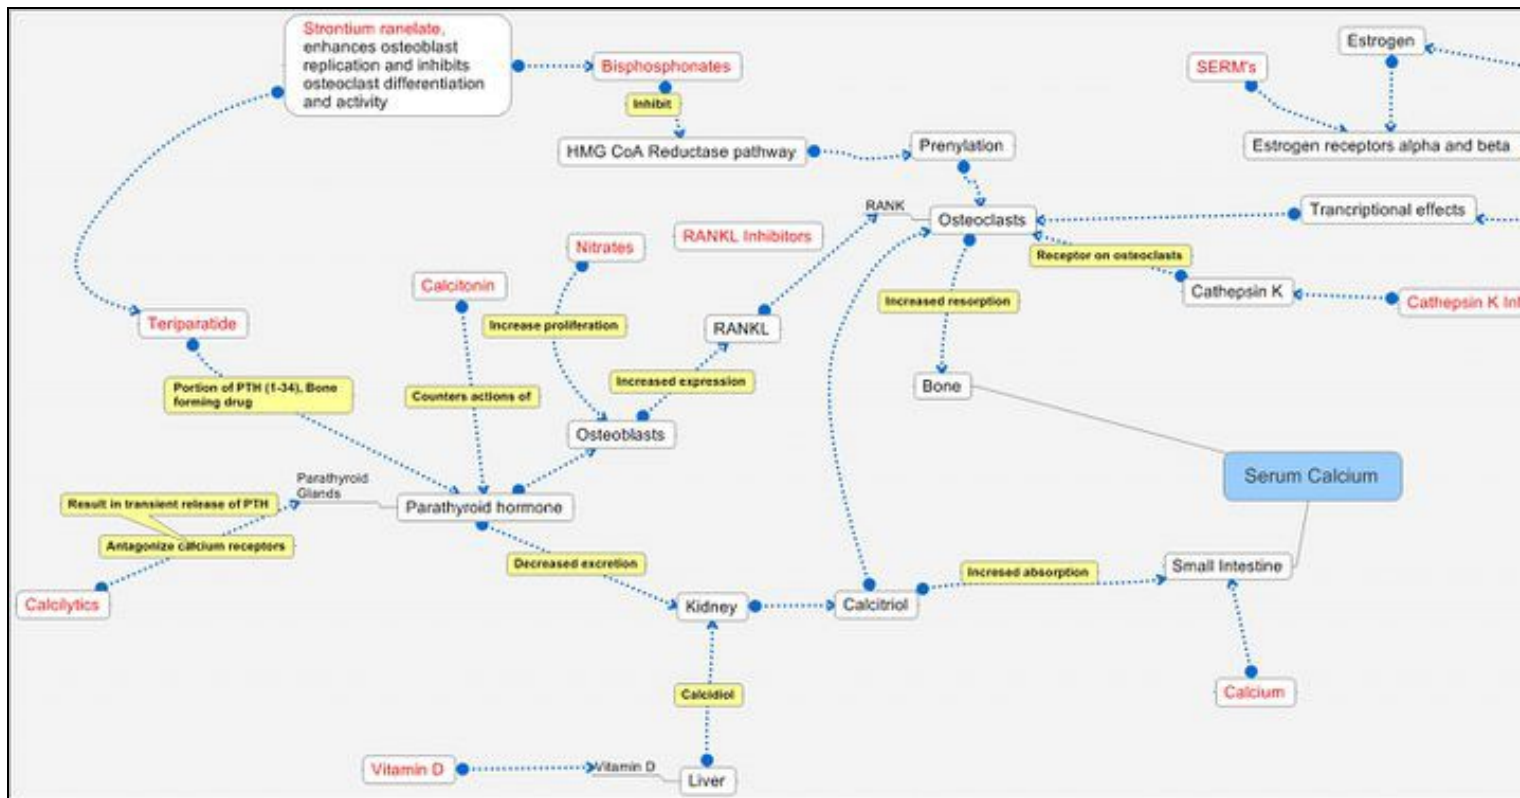 Strontium ranelate,
enhances osteoblast
replication and inhibits
osteoclast differentiation
and activity
Bisphosphonates
Inhibit
HMG CoA Reductase pathway
Prenylation
Estrogen
SERM's
Estrogen receptors alpha and beta
RANK
Osteoclasts
Trancriptional effects
Receptor on osteoclasts
Cathepsin K
Cathepsin K Inf
RANKL Inhibitors
Nitrates
Calcitonin
Increase proliferation
Increased resorption
Teriparatide
RANKL
Portion of PTH (1-34), Bone
forming drug
Counters actions of
Increased expression
Bone
Osteoblasts
Serum Calcium
Parathyroid
Glands
Parathyroid hormone
Result in transient release of PTH
Antagonize calcium receptors
Decreased excretion
Incresed absorption
Small Intestine
Calcilytics
Kidney
Calcitriol
Calcidiol
Calcium
Vitamin D
Vitamin D
Liver